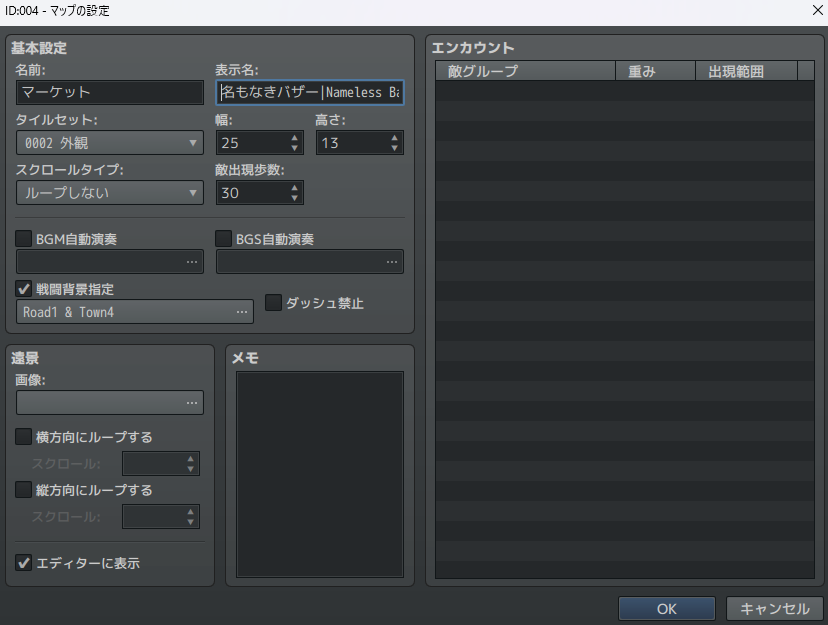 ID:004 - マップの設定
基本設定
名前:
表示名:
マーケット
名もなきバザー|Nameless Ba
タイルセット:
幅:
高さ:
0002 外観
25
13
スクロールタイプ:
敵出現歩数:
ループしない
30
BGM自動演奏
BGS自動演奏
...
...
戦闘背景指定
Road1 & Town4
...
ダッシュ禁止
遠景
画像:
...
横方向にループする
スクロール:
縦方向にループする
スクロール:
エディターに表示
メモ
エンカウント
敵グループ
重み
出現範囲
OK
キャンセル